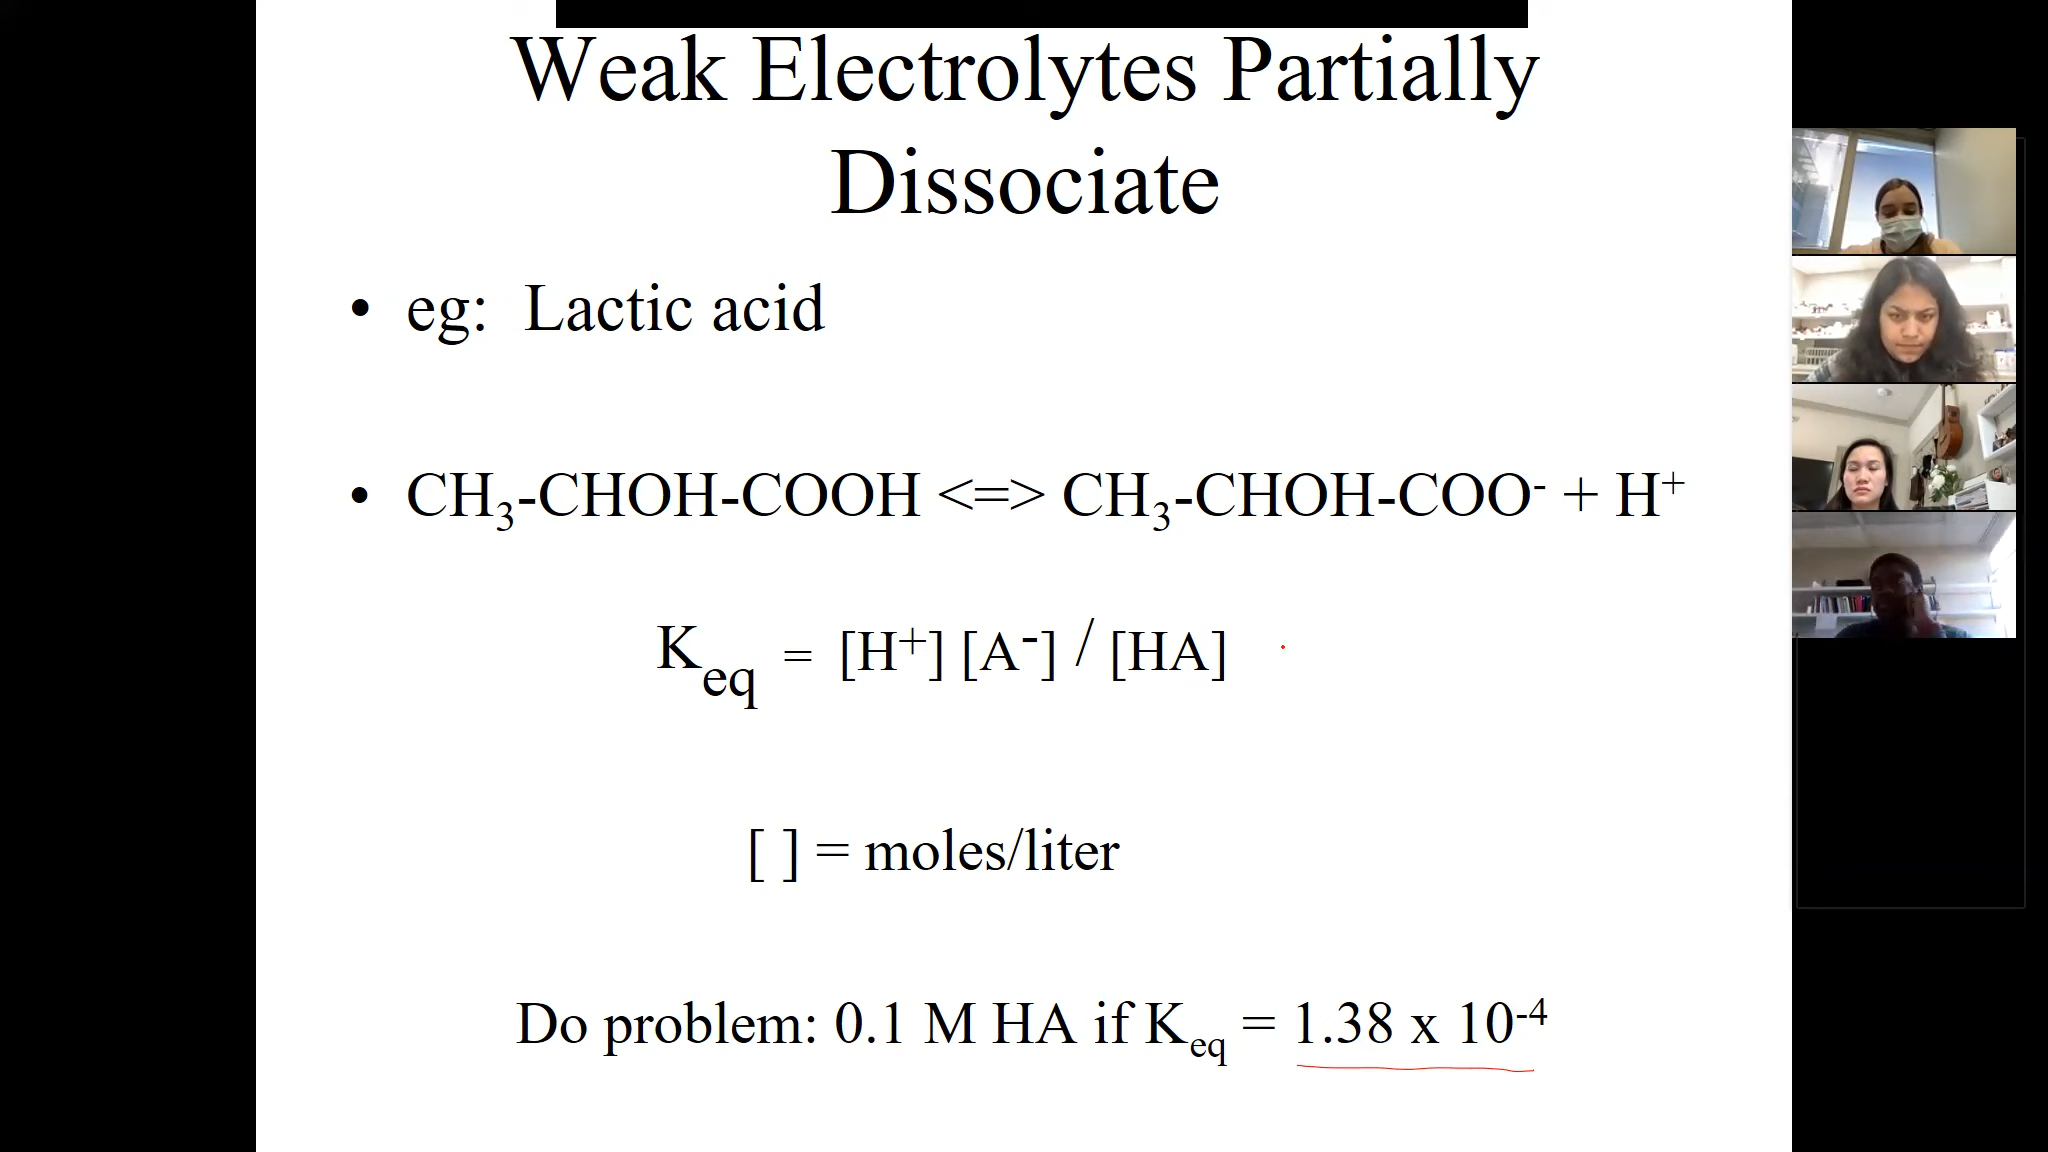 Weak Electrolytes Partially
Dissociate
• eg: Lactic acid
• CH₃-CHOH-COOH <=> CH₃-CHOH-COO⁻ + H⁺
Keq = [H⁺] [A⁻] / [HA]
[ ] = moles/liter
Do problem: 0.1 M HA if Keq = 1.38 x 10⁻⁴